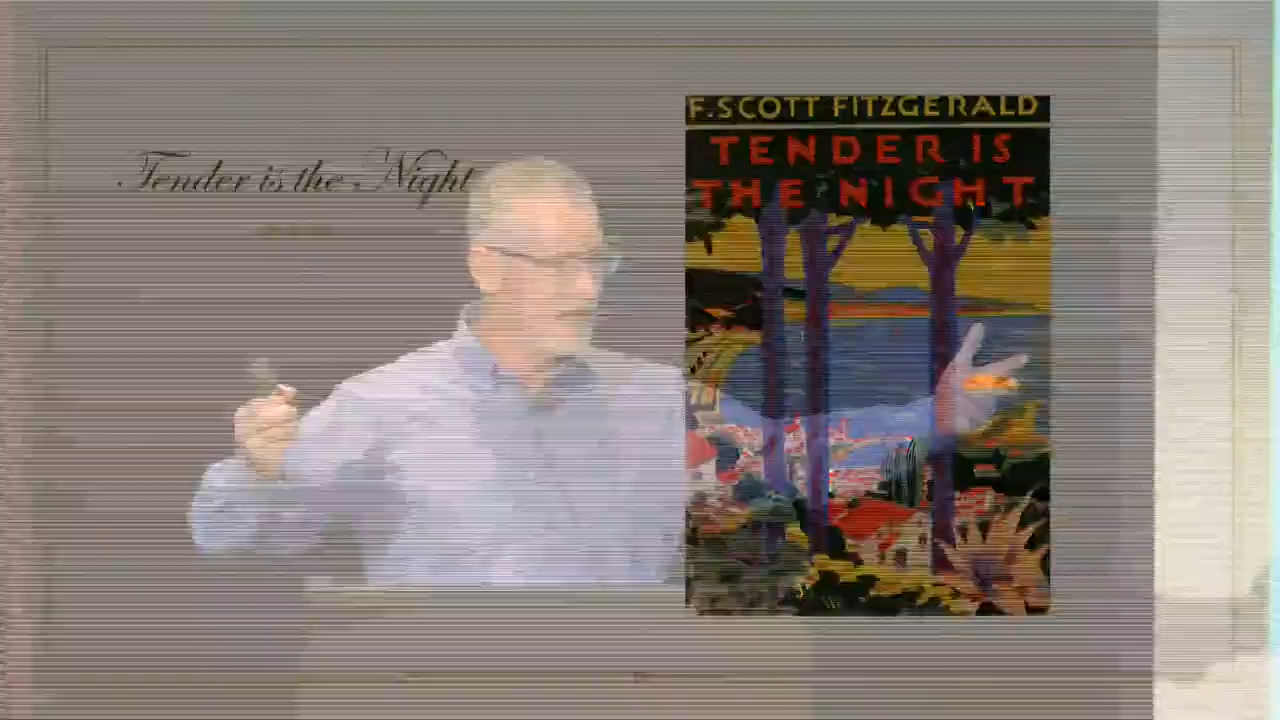 Tender is the Night
F. SCOTT FITZGERALD
TENDER IS
THE NIGHT